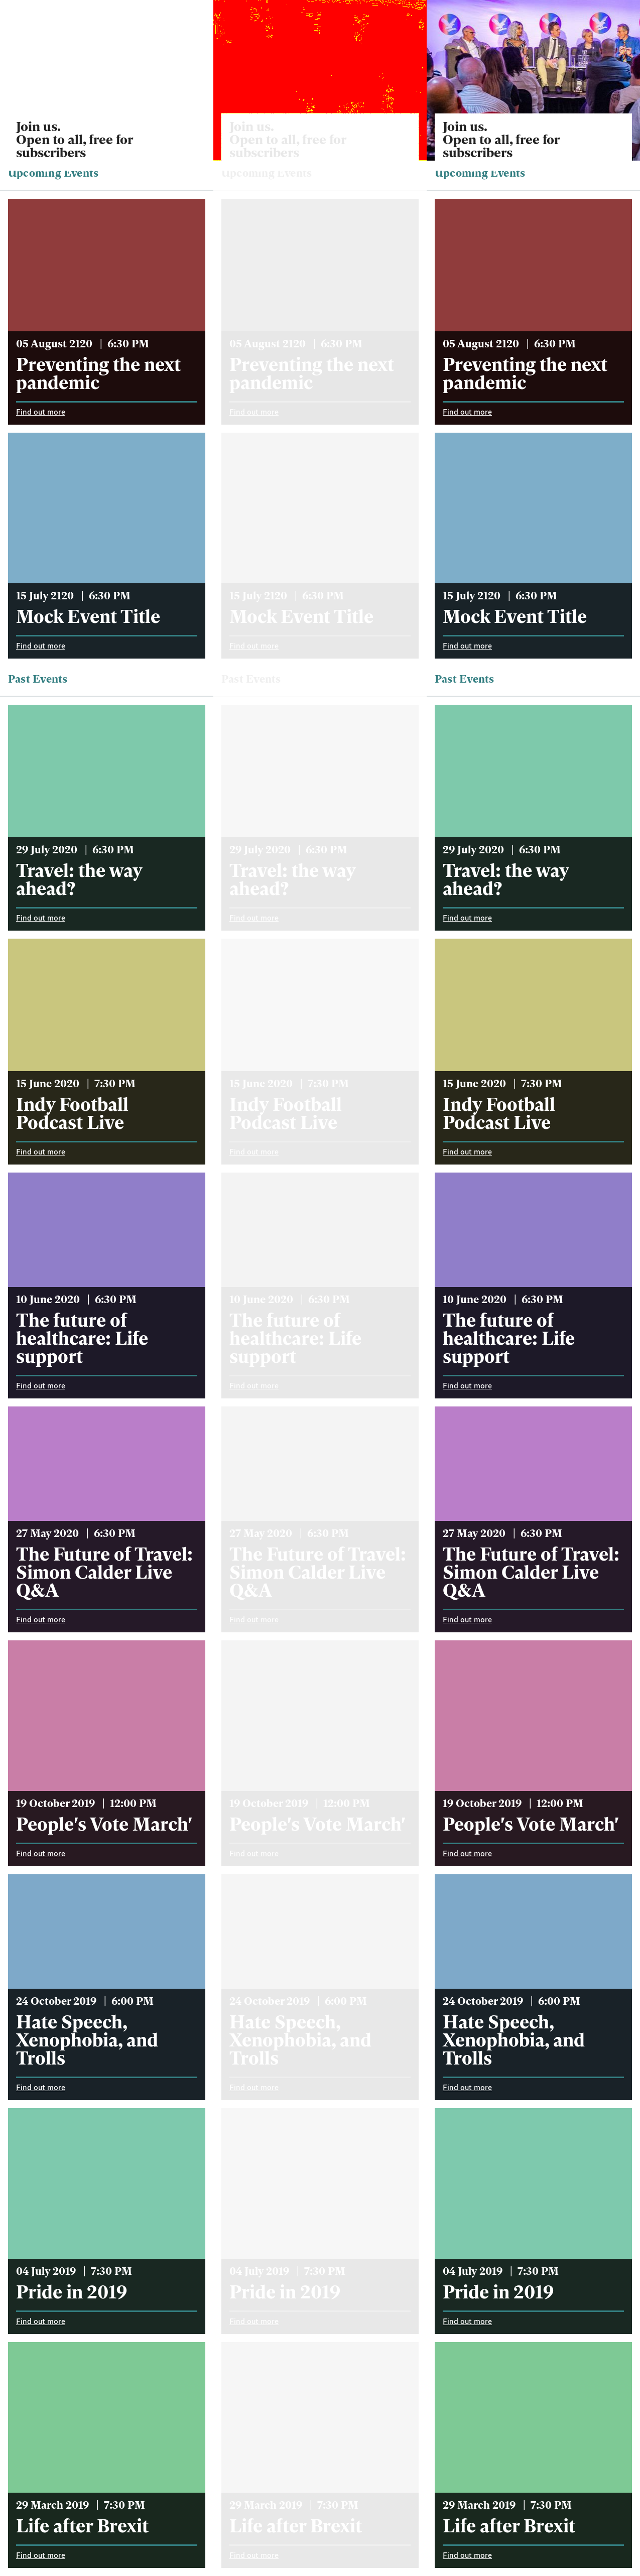 Join us.
Open to all, free for
subscribers
Upcoming Events
05 August 2120 | 6:30 PM
Preventing the next
pandemic
Find out more
15 July 2120 | 6:30 PM
Mock Event Title
Find out more
Past Events
29 July 2020 | 6:30 PM
Travel: the way
ahead?
Find out more
15 June 2020 | 7:30 PM
Indy Football
Podcast Live
Find out more
10 June 2020 | 6:30 PM
The future of
healthcare: Life
support
Find out more
27 May 2020 | 6:30 PM
The Future of Travel:
Simon Calder Live
Q&A
Find out more
19 October 2019 | 12:00 PM
People's Vote March'
Find out more
24 October 2019 | 6:00 PM
Hate Speech,
Xenophobia, and
Trolls
Find out more
04 July 2019 | 7:30 PM
Pride in 2019
Find out more
29 March 2019 | 7:30 PM
Life after Brexit
Find out more
Join us.
Open to all, free for
subscribers
Upcoming Events
05 August 2120 | 6:30 PM
Preventing the next
pandemic
Find out more
15 July 2120 | 6:30 PM
Mock Event Title
Find out more
Past Events
29 July 2020 | 6:30 PM
Travel: the way
ahead?
Find out more
15 June 2020 | 7:30 PM
Indy Football
Podcast Live
Find out more
10 June 2020 | 6:30 PM
The future of
healthcare: Life
support
Find out more
27 May 2020 | 6:30 PM
The Future of Travel:
Simon Calder Live
Q&A
Find out more
19 October 2019 | 12:00 PM
People's Vote March'
Find out more
24 October 2019 | 6:00 PM
Hate Speech,
Xenophobia, and
Trolls
Find out more
04 July 2019 | 7:30 PM
Pride in 2019
Find out more
29 March 2019 | 7:30 PM
Life after Brexit
Find out more
Join us.
Open to all, free for
subscribers
Upcoming Events
05 August 2120 | 6:30 PM
Preventing the next
pandemic
Find out more
15 July 2120 | 6:30 PM
Mock Event Title
Find out more
Past Events
29 July 2020 | 6:30 PM
Travel: the way
ahead?
Find out more
15 June 2020 | 7:30 PM
Indy Football
Podcast Live
Find out more
10 June 2020 | 6:30 PM
The future of
healthcare: Life
support
Find out more
27 May 2020 | 6:30 PM
The Future of Travel:
Simon Calder Live
Q&A
Find out more
19 October 2019 | 12:00 PM
People's Vote March'
Find out more
24 October 2019 | 6:00 PM
Hate Speech,
Xenophobia, and
Trolls
Find out more
04 July 2019 | 7:30 PM
Pride in 2019
Find out more
29 March 2019 | 7:30 PM
Life after Brexit
Find out more